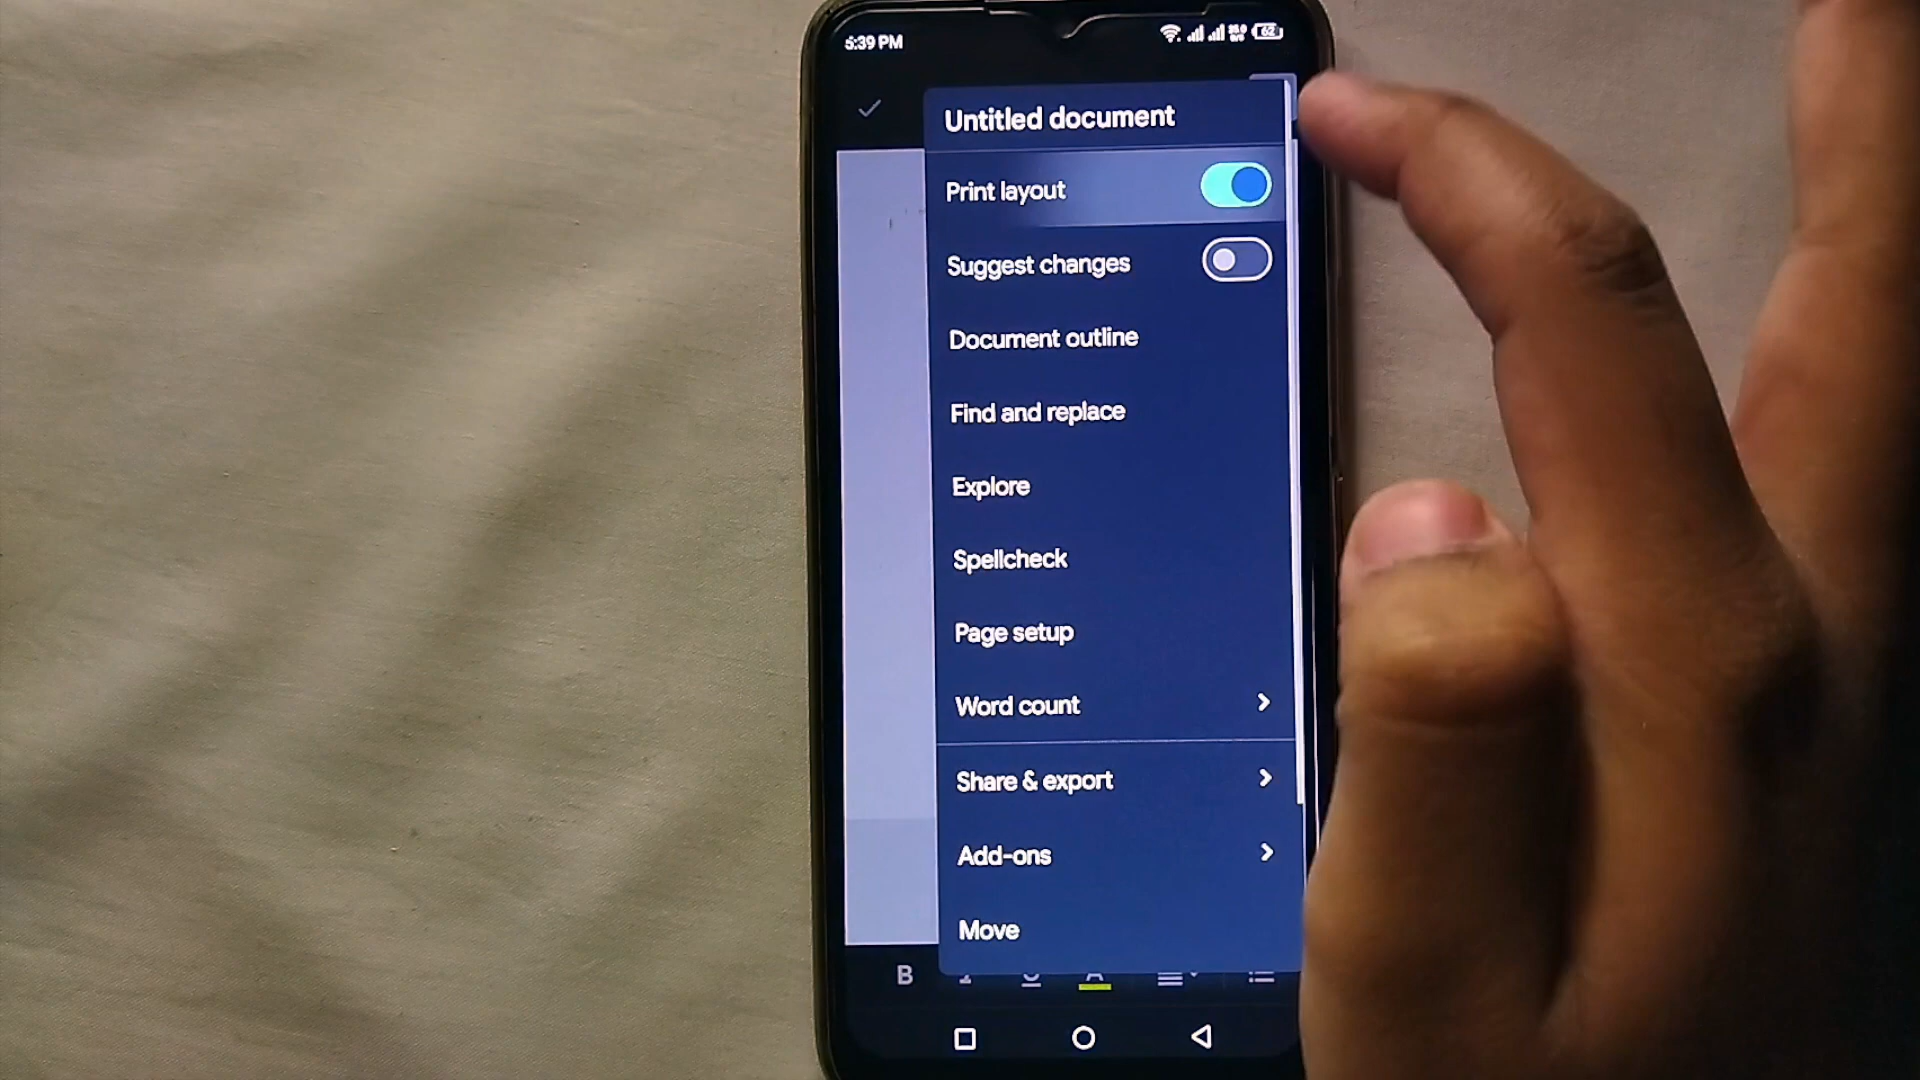 5:39 PM
62
Untitled document
Print layout
Suggest changes
Document outline
Find and replace
Explore
Spellcheck
Page setup
Word count
Share & export
Add-ons
Move
B
A